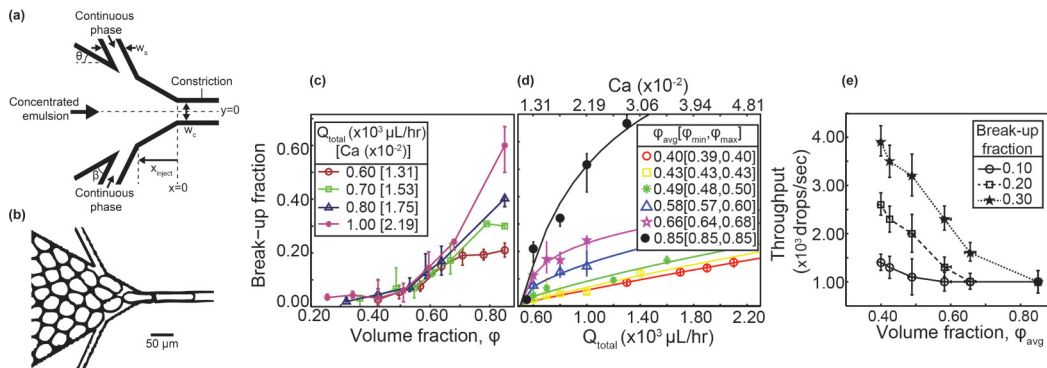 (a)
Continuous
phase
w_s
θ
Constriction
Concentrated
emulsion
y=0
w_c
β
x_inject
Continuous
phase
x=0
(b)
50 μm
(c)
Q_total (x10³ μL/hr)
[Ca (x10⁻²)]
0.60 [1.31]
0.70 [1.53]
0.80 [1.75]
1.00 [2.19]
Break-up fraction
0.60
0.40
0.20
0.00
0.20 0.40 0.60 0.80
Volume fraction, φ
(d)
Ca (x10⁻²)
1.31 2.19 3.06 3.94 4.81
φ_avg[φ_min,φ_max]
0.40[0.39,0.40]
0.43[0.43,0.43]
0.49[0.48,0.50]
0.58[0.57,0.60]
0.66[0.64,0.68]
0.85[0.85,0.85]
0.60 1.00 1.40 1.80 2.20
Q_total (x10³ μL/hr)
(e)
Break-up
fraction
0.10
0.20
0.30
Throughput
(x10³ drops/sec)
4.00
3.00
2.00
1.00
0.40 0.60 0.80
Volume fraction, φ_avg